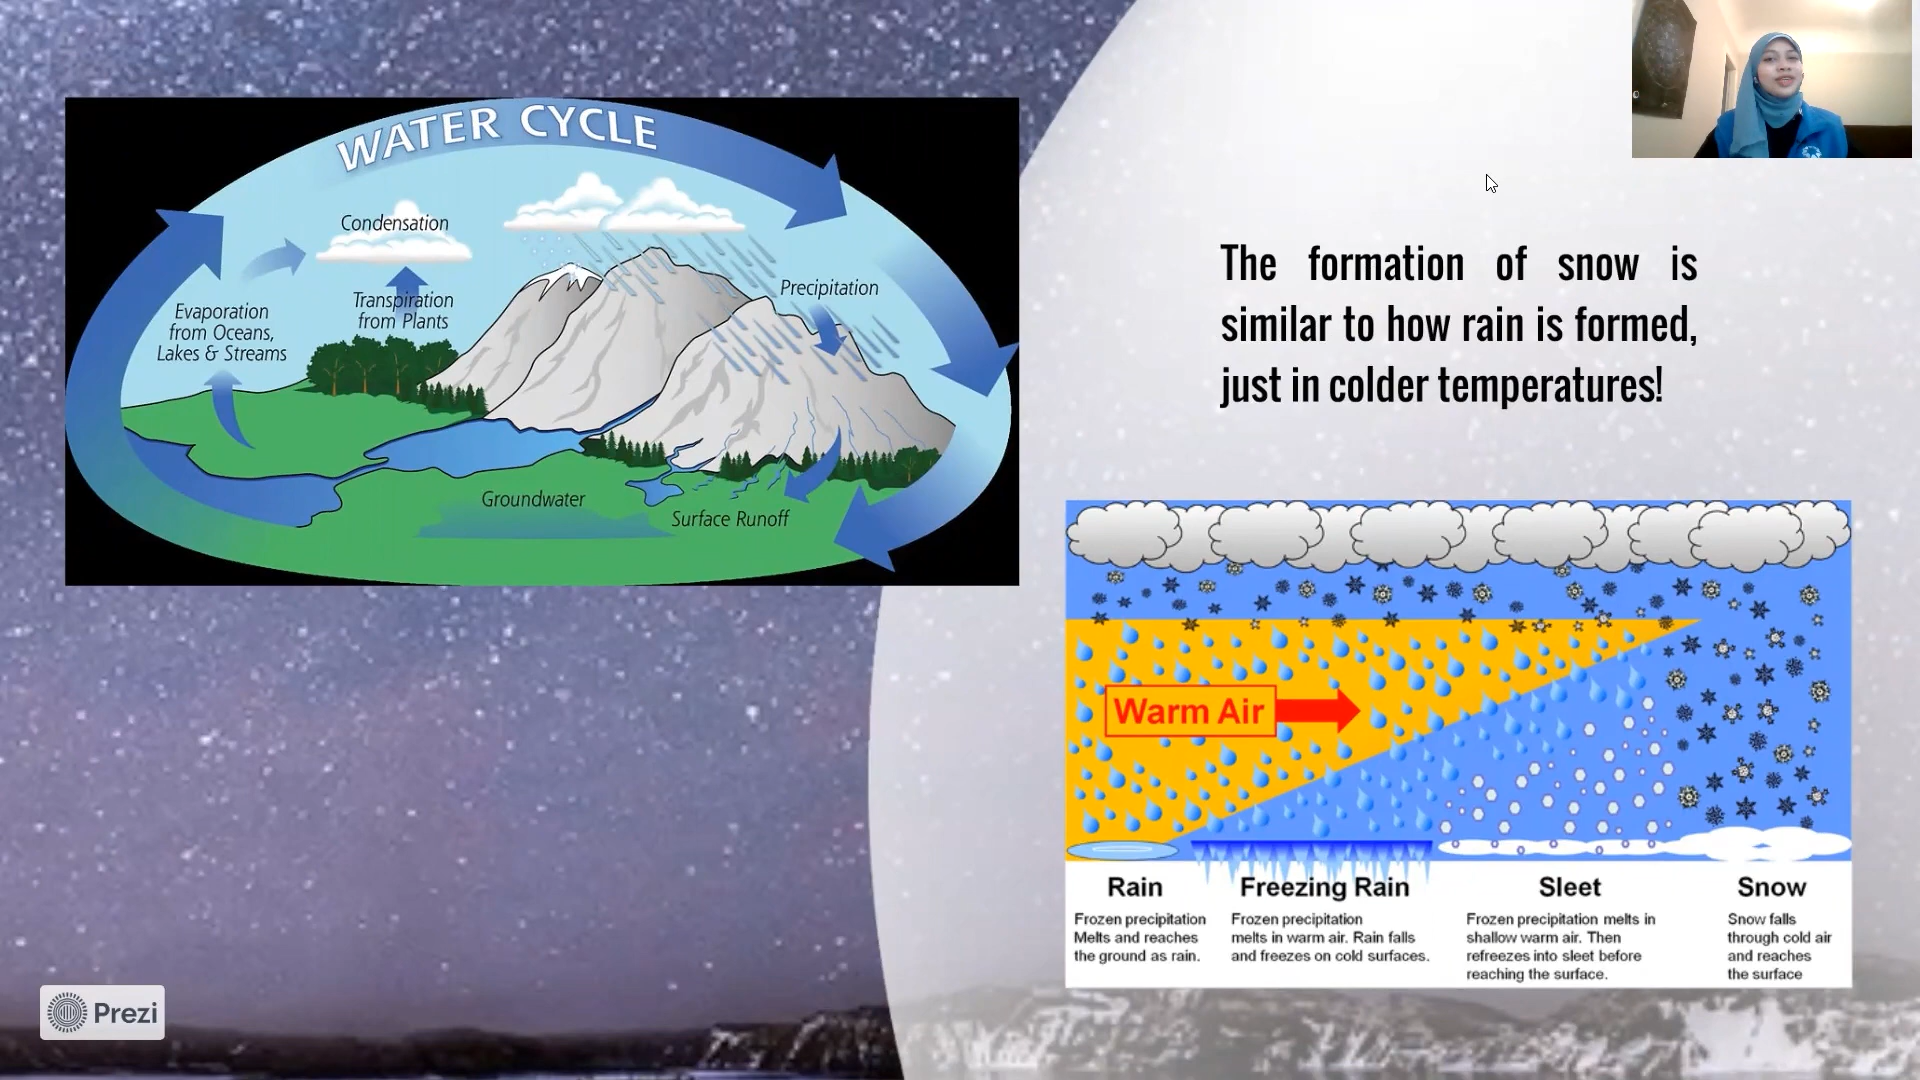 WATER CYCLE
Condensation
Precipitation
Transpiration
from Plants
Evaporation
from Oceans,
Lakes & Streams
Groundwater
Surface Runoff
The formation of snow is
similar to how rain is formed,
just in colder temperatures!
Warm Air
Rain
Frozen precipitation
Melts and reaches
the ground as rain.
Freezing Rain
Frozen precipitation
melts in warm air. Rain falls
and freezes on cold surfaces.
Sleet
Frozen precipitation melts in
shallow warm air. Then
refreezes into sleet before
reaching the surface.
Snow
Snow falls
through cold air
and reaches
the surface
Prezi